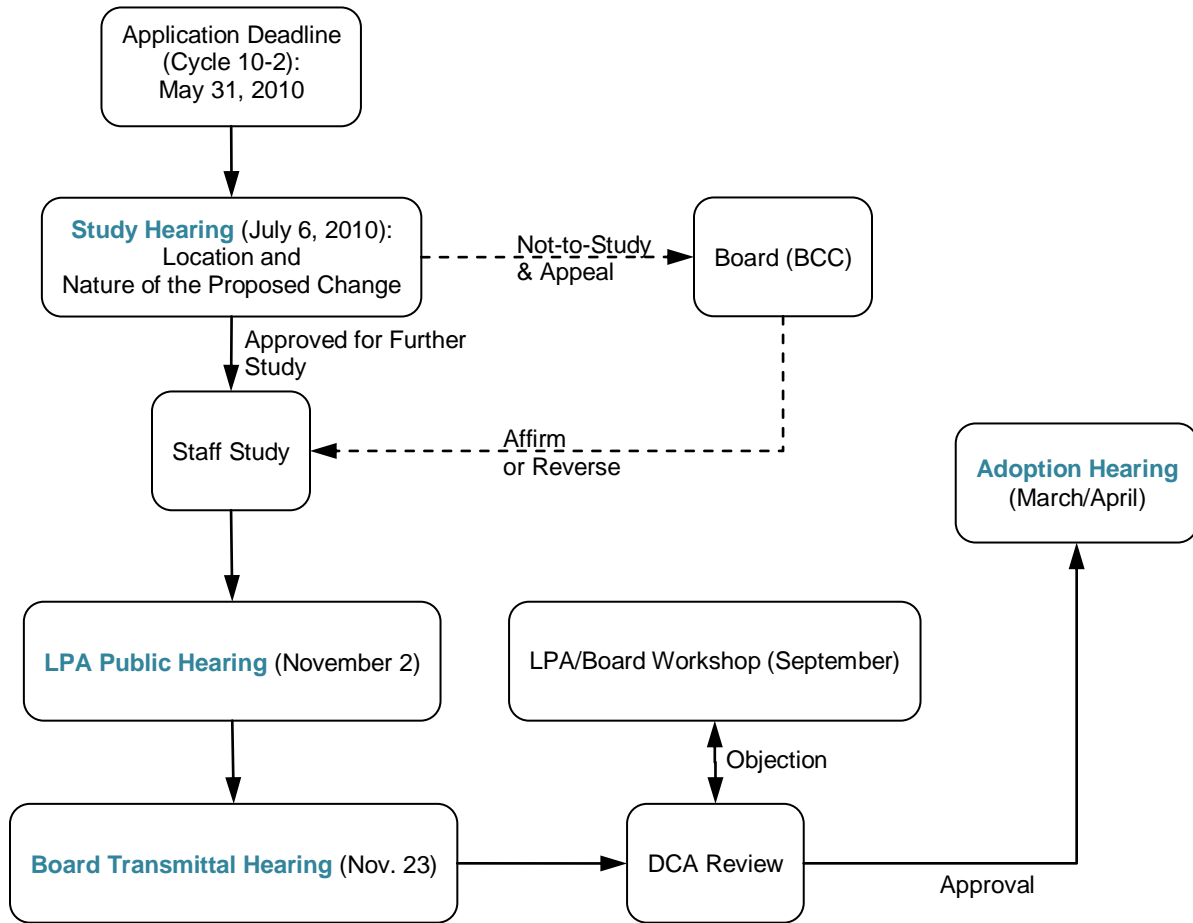 Application Deadline
(Cycle 10-2):
May 31, 2010
Study Hearing (July 6, 2010):
Location and
Nature of the Proposed Change
Not-to-Study
& Appeal
Board (BCC)
Approved for Further
Study
Staff Study
Affirm
or Reverse
Adoption Hearing
(March/April)
LPA Public Hearing (November 2)
LPA/Board Workshop (September)
Objection
Board Transmittal Hearing (Nov. 23)
DCA Review
Approval